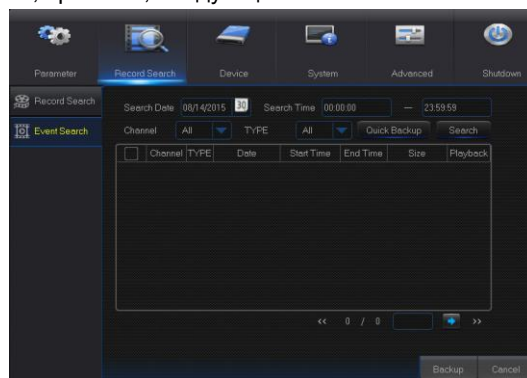 Parameter Record Search Device System Advanced Shutdown
Record Search
Event Search
Search Date 08/14/2015 30 Search Time 00:00:00 — 23:59:59
Channel All TYPE All Quick Backup Search
Channel TYPE Date Start Time End Time Size Playback
<< 0 / 0 >>
Backup Cancel